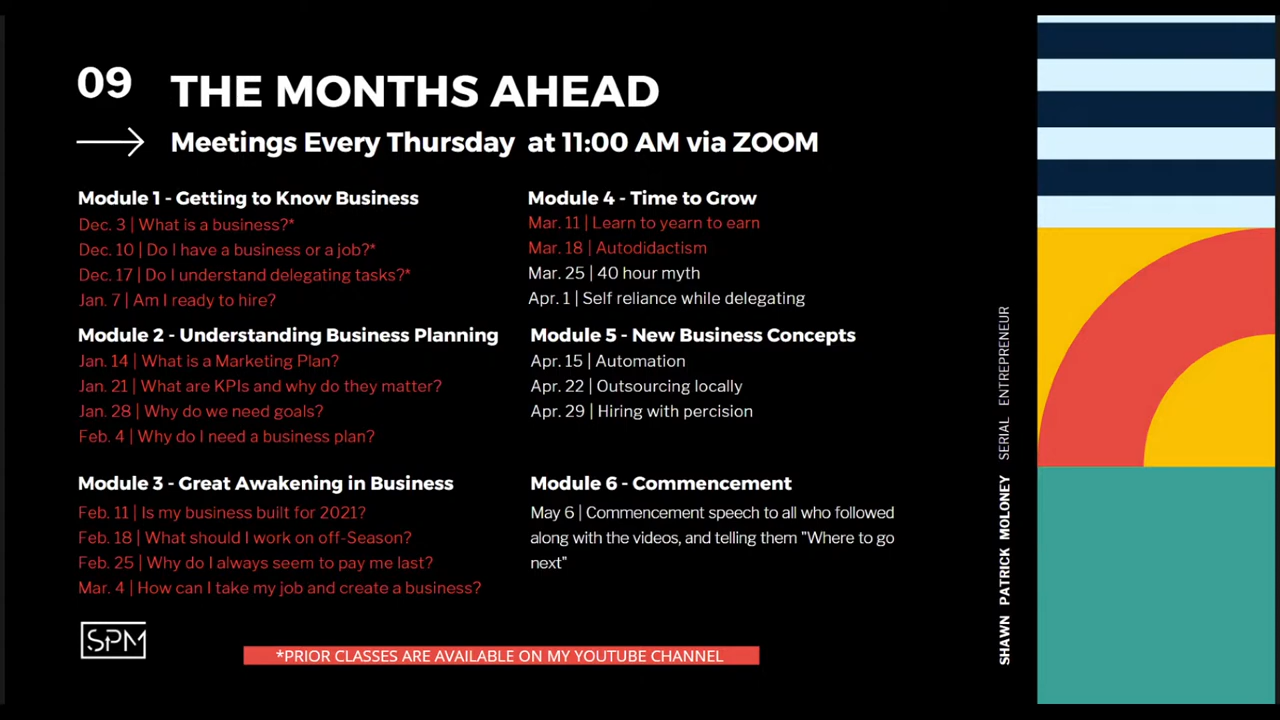 09
THE MONTHS AHEAD
Meetings Every Thursday at 11:00 AM via ZOOM
Module 1 - Getting to Know Business
Dec. 3 | What is a business?*
Dec. 10 | Do I have a business or a job?*
Dec. 17 | Do I understand delegating tasks?*
Jan. 7 | Am I ready to hire?
Module 2 - Understanding Business Planning
Jan. 14 | What is a Marketing Plan?
Jan. 21 | What are KPIs and why do they matter?
Jan. 28 | Why do we need goals?
Feb. 4 | Why do I need a business plan?
Module 3 - Great Awakening in Business
Feb. 11 | Is my business built for 2021?
Feb. 18 | What should I work on off-Season?
Feb. 25 | Why do I always seem to pay me last?
Mar. 4 | How can I take my job and create a business?
Module 4 - Time to Grow
Mar. 11 | Learn to yearn to earn
Mar. 18 | Autodidactism
Mar. 25 | 40 hour myth
Apr. 1 | Self reliance while delegating
Module 5 - New Business Concepts
Apr. 15 | Automation
Apr. 22 | Outsourcing locally
Apr. 29 | Hiring with percision
Module 6 - Commencement
May 6 | Commencement speech to all who followed
along with the videos, and telling them "Where to go
next"
SPM
*PRIOR CLASSES ARE AVAILABLE ON MY YOUTUBE CHANNEL
SHAWN PATRICK MOLONEY SERIAL ENTREPRENEUR